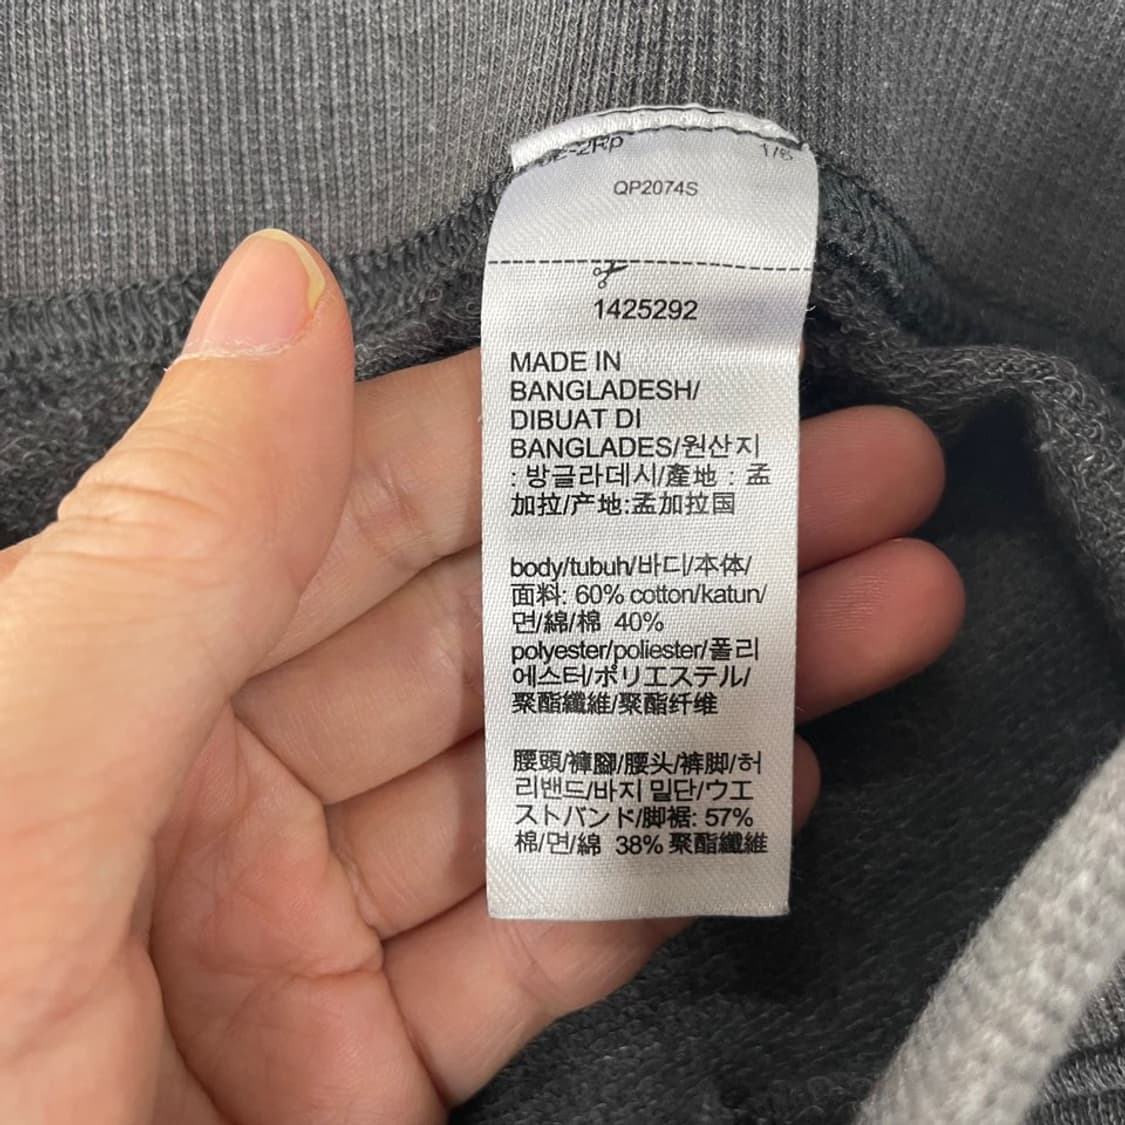 1/6
QP2074S
1425292
MADE IN
BANGLADESH/
DIBUAT DI
BANGLADES/원산지
: 방글라데시/產地 : 孟
加拉/产地:孟加拉国
body/tubuh/바디/本体/
面料: 60% cotton/katun/
면/綿/棉 40%
polyester/poliester/폴리
에스터/ポリエステル/
聚酯纖維/聚酯纤维
腰頭/褲腳/腰头/裤脚/허
리밴드/바지 밑단/ウエ
ストバンド/脚裾: 57%
棉/면/綿 38% 聚酯纖維